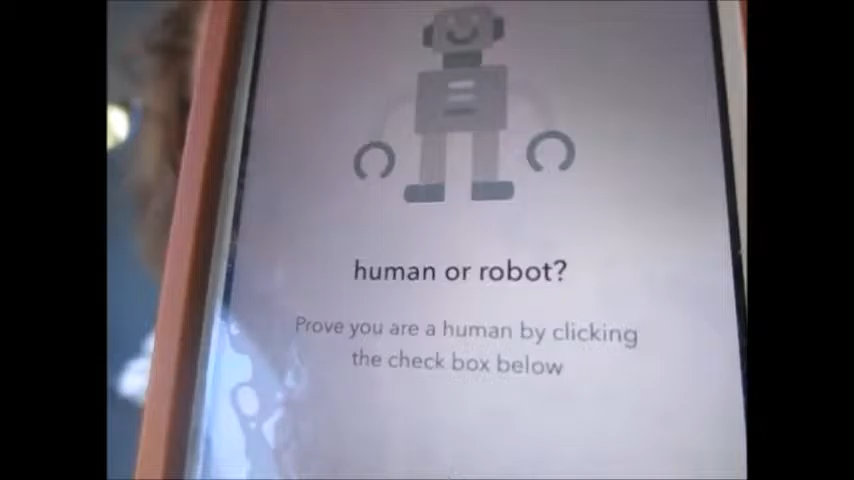 human or robot?
Prove you are a human by clicking
the check box below